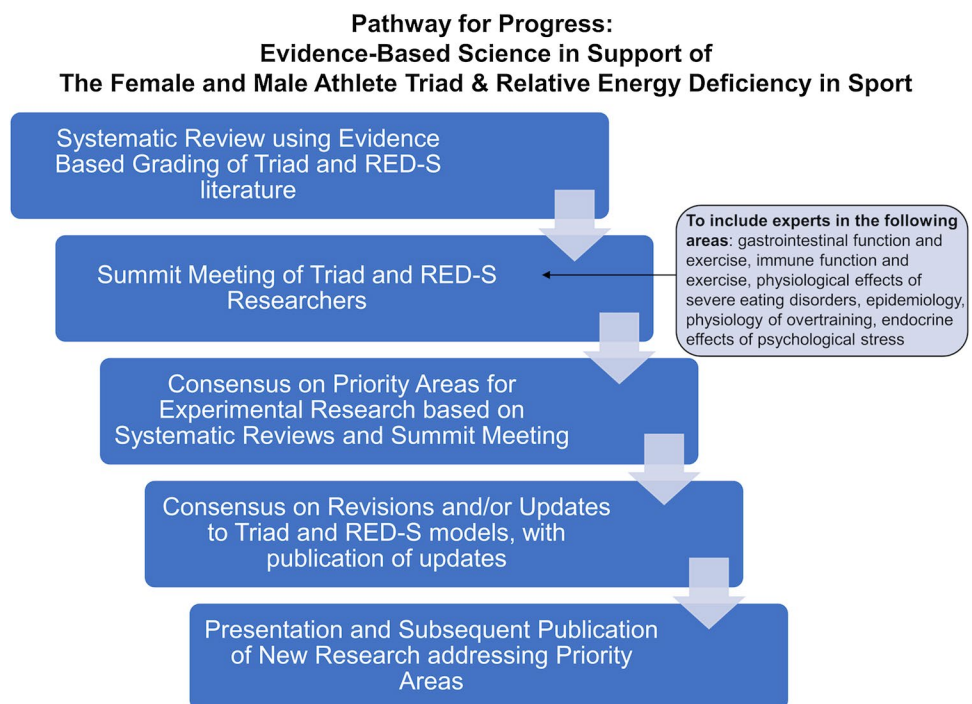 Pathway for Progress:
Evidence-Based Science in Support of
The Female and Male Athlete Triad & Relative Energy Deficiency in Sport
Systematic Review using Evidence
Based Grading of Triad and RED-S
literature
Summit Meeting of Triad and RED-S
Researchers
To include experts in the following
areas: gastrointestinal function and
exercise, immune function and
exercise, physiological effects of
severe eating disorders, epidemiology,
physiology of overtraining, endocrine
effects of psychological stress
Consensus on Priority Areas for
Experimental Research based on
Systematic Reviews and Summit Meeting
Consensus on Revisions and/or Updates
to Triad and RED-S models, with
publication of updates
Presentation and Subsequent Publication
of New Research addressing Priority
Areas